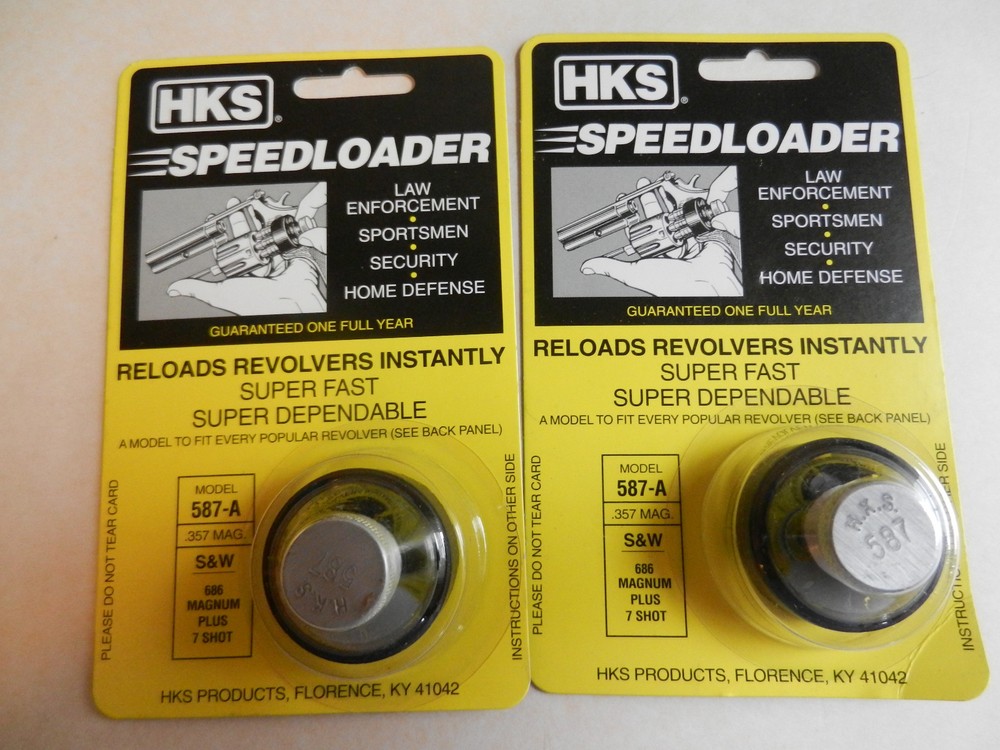 HKS®
SPEEDLOADER
LAW
ENFORCEMENT
•
SPORTSMEN
•
SECURITY
•
HOME DEFENSE
GUARANTEED ONE FULL YEAR
RELOADS REVOLVERS INSTANTLY
SUPER FAST
SUPER DEPENDABLE
A MODEL TO FIT EVERY POPULAR REVOLVER (SEE BACK PANEL)
PLEASE DO NOT TEAR CARD
MODEL
587-A
.357 MAG.
S&W
686
MAGNUM
PLUS
7 SHOT
H.K.S.
587
INSTRUCTIONS ON OTHER SIDE
HKS PRODUCTS, FLORENCE, KY 41042
HKS®
SPEEDLOADER
LAW
ENFORCEMENT
•
SPORTSMEN
•
SECURITY
•
HOME DEFENSE
GUARANTEED ONE FULL YEAR
RELOADS REVOLVERS INSTANTLY
SUPER FAST
SUPER DEPENDABLE
A MODEL TO FIT EVERY POPULAR REVOLVER (SEE BACK PANEL)
PLEASE DO NOT TEAR CARD
MODEL
587-A
.357 MAG.
S&W
686
MAGNUM
PLUS
7 SHOT
H.K.S.
587
HKS PRODUCTS, FLORENCE, KY 41042